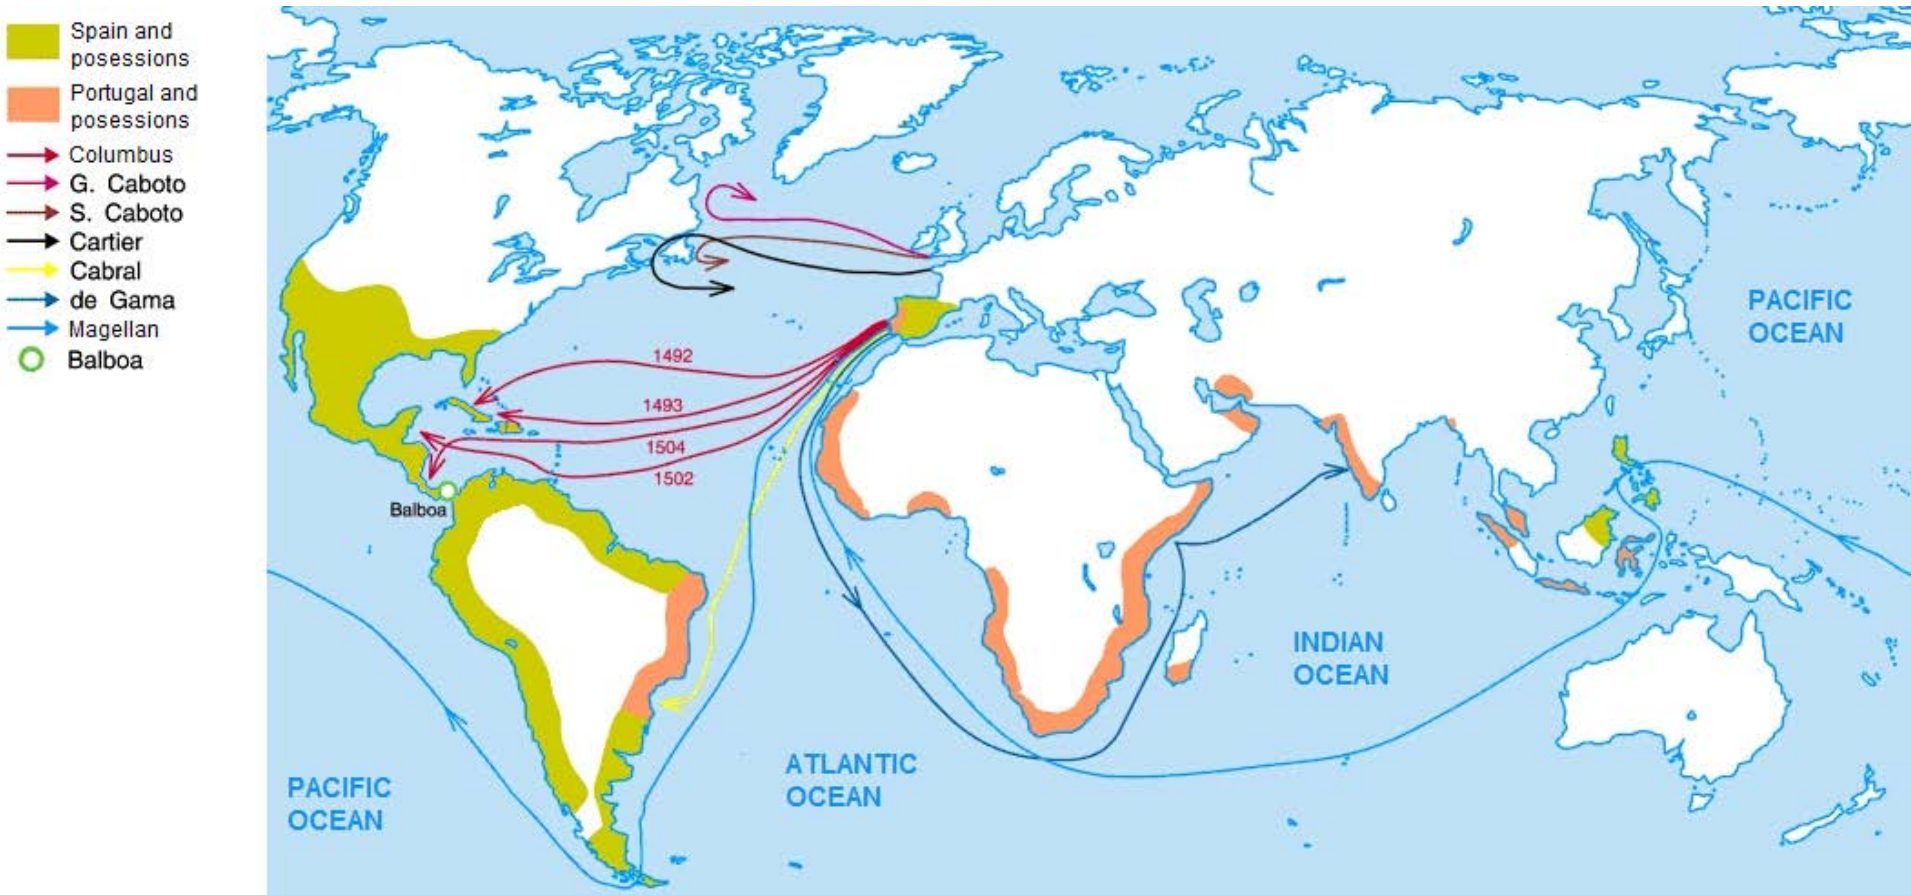 Spain and
posessions
Portugal and
posessions
Columbus
G. Caboto
S. Caboto
Cartier
Cabral
de Gama
Magellan
Balboa
1492
1493
1504
1502
Balboa
PACIFIC
OCEAN
INDIAN
OCEAN
ATLANTIC
OCEAN
PACIFIC
OCEAN